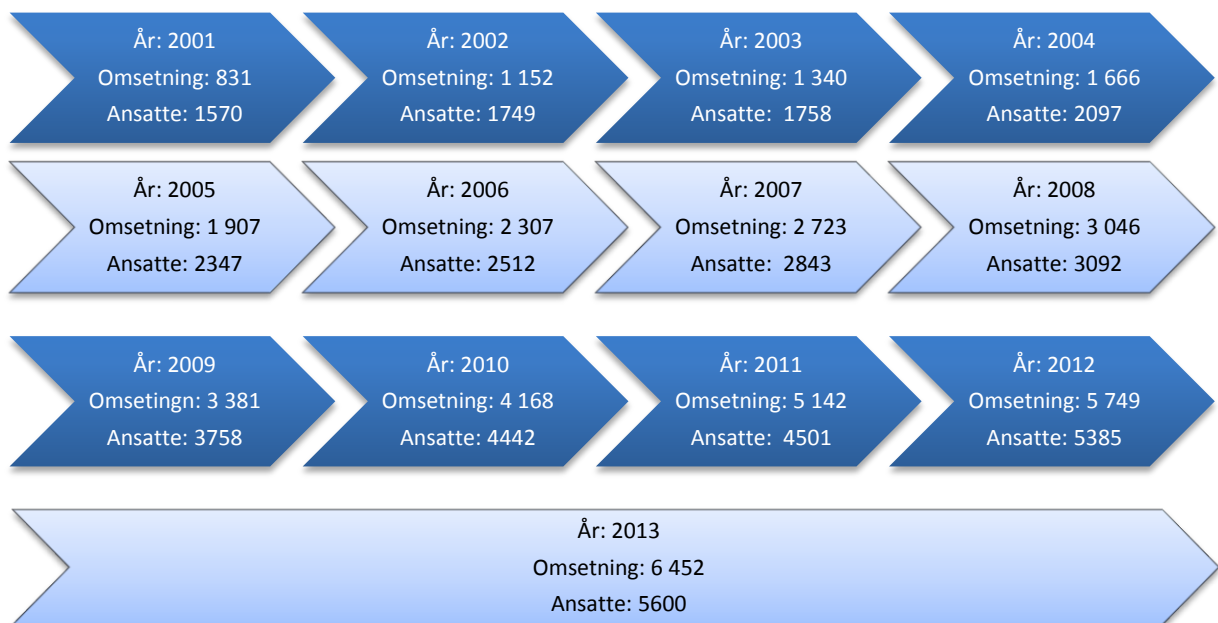 År: 2001
Omsetning: 831
Ansatte: 1570
År: 2002
Omsetning: 1 152
Ansatte: 1749
År: 2003
Omsetning: 1 340
Ansatte:  1758
År: 2004
Omsetning: 1 666
Ansatte: 2097
År: 2005
Omsetning: 1 907
Ansatte: 2347
År: 2006
Omsetning: 2 307
Ansatte: 2512
År: 2007
Omsetning: 2 723
Ansatte:  2843
År: 2008
Omsetning: 3 046
Ansatte: 3092
År: 2009
Omsetingn: 3 381
Ansatte: 3758
År: 2010
Omsetning: 4 168
Ansatte: 4442
År: 2011
Omsetning: 5 142
Ansatte:  4501
År: 2012
Omsetning: 5 749
Ansatte: 5385
År: 2013
Omsetning: 6 452
Ansatte: 5600